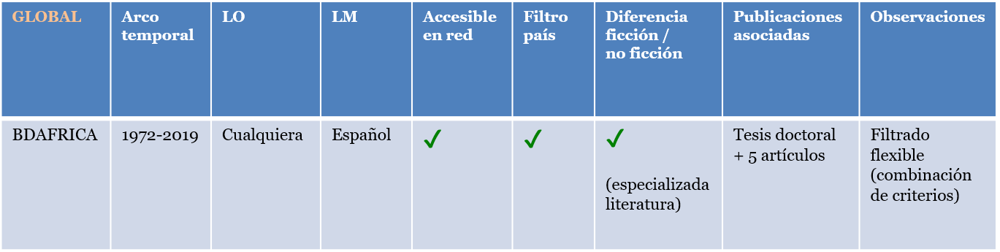 GLOBAL
Arco
temporal
LO
LM
Accesible
en red
Filtro
país
Diferencia
ficción /
no ficción
Publicaciones
asociadas
Observaciones
BDAFRICA
1972-2019
Cualquiera
Español
✓
✓
✓
(especializada
literatura)
Tesis doctoral
+ 5 artículos
Filtrado
flexible
(combinación
de criterios)